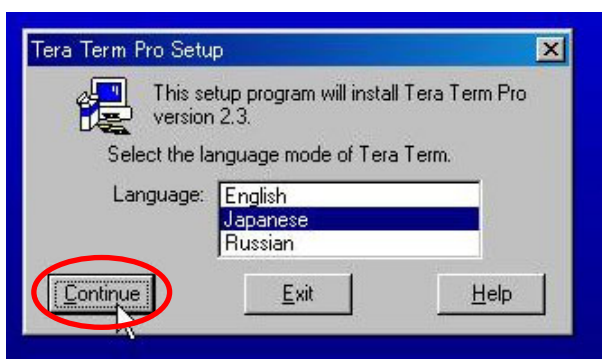 Tera Term Pro Setup
This setup program will install Tera Term Pro
version 2.3.
Select the language mode of Tera Term.
Language:
English
Japanese
Russian
Continue
Exit
Help